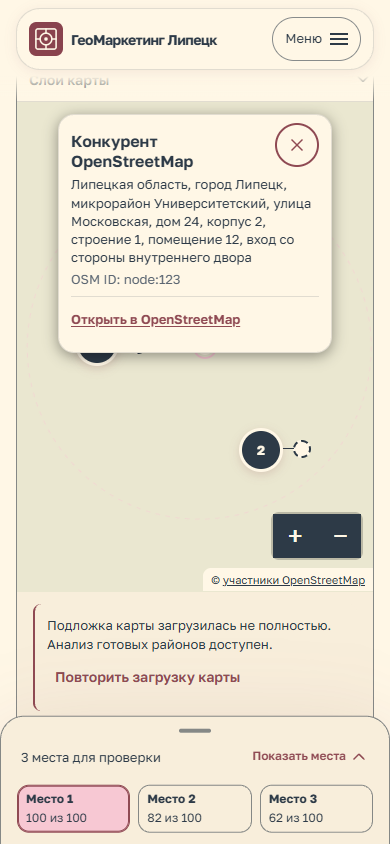 ГеоМаркетинг Липецк
Меню
Слои карты
Конкурент
OpenStreetMap
Липецкая область, город Липецк,
микрорайон Университетский, улица
Московская, дом 24, корпус 2,
строение 1, помещение 12, вход со
стороны внутреннего двора
OSM ID: node:123
Открыть в OpenStreetMap
2
+ −
© участники OpenStreetMap
Подложка карты загрузилась не полностью.
Анализ готовых районов доступен.
Повторить загрузку карты
3 места для проверки
Показать места
Место 1
100 из 100
Место 2
82 из 100
Место 3
62 из 100